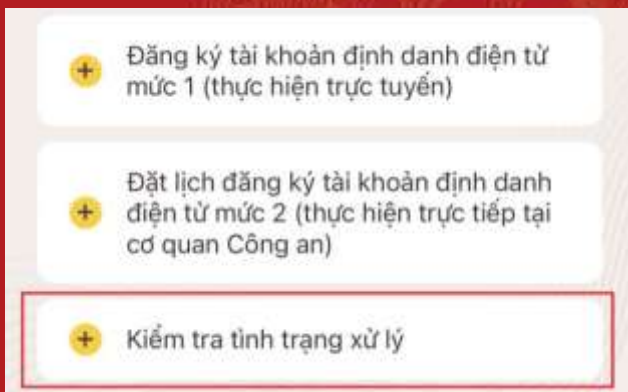 Đăng ký tài khoản định danh điện tử
mức 1 (thực hiện trực tuyến)
Đặt lịch đăng ký tài khoản định danh
điện tử mức 2 (thực hiện trực tiếp tại
cơ quan Công an)
Kiểm tra tình trạng xử lý